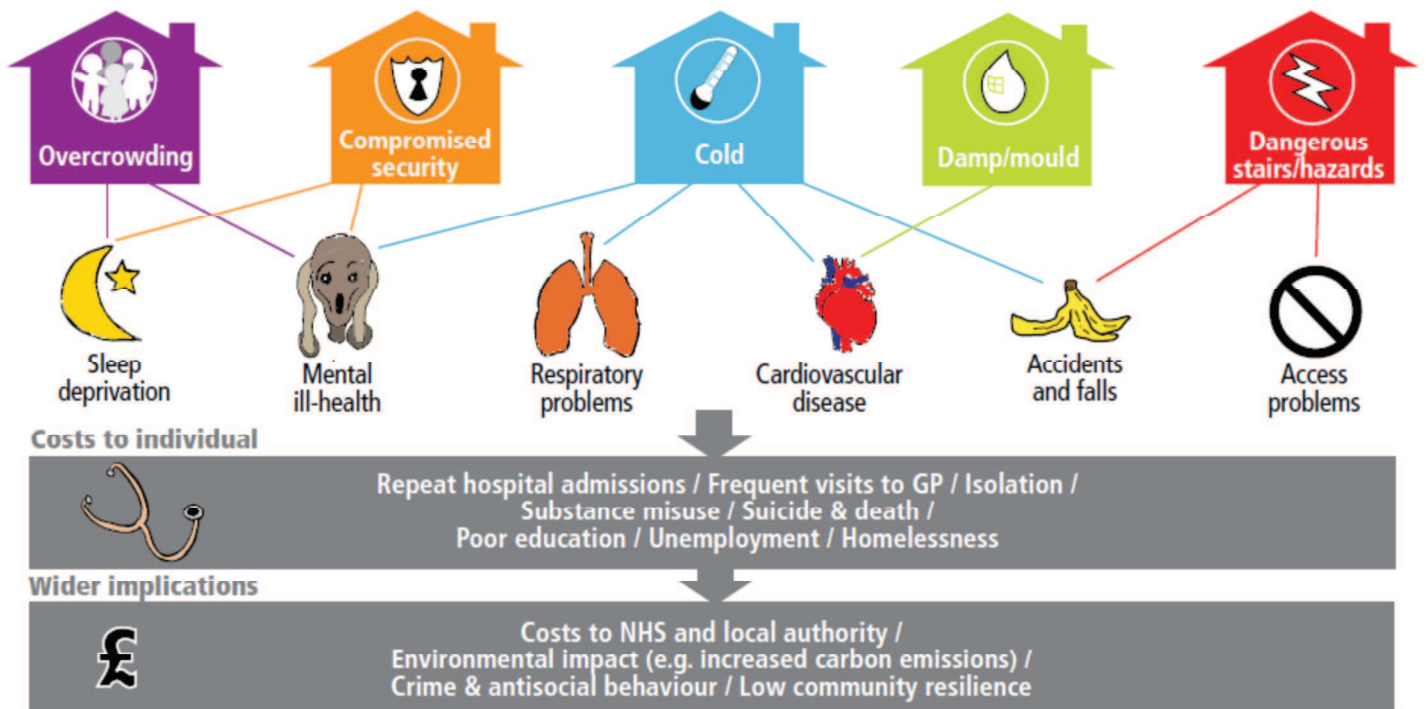 Overcrowding
Compromised
security
Cold
Damp/mould
Dangerous
stairs/hazards
Sleep
deprivation
Mental
ill-health
Respiratory
problems
Cardiovascular
disease
Accidents
and falls
Access
problems
Costs to individual
Repeat hospital admissions / Frequent visits to GP / Isolation /
Substance misuse / Suicide & death /
Poor education / Unemployment / Homelessness
Wider implications
£
Costs to NHS and local authority /
Environmental impact (e.g. increased carbon emissions) /
Crime & antisocial behaviour / Low community resilience